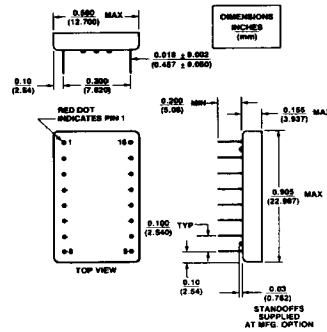 0.500 MAX
(12.700)
DIMENSIONS
INCHES
(mm)
0.018 ± 0.002
(0.457 ± 0.050)
0.10
(2.54)
0.300
(7.620)
RED DOT
INDICATES PIN 1
0.200 MIN
(5.08)
0.155 MAX
(3.937)
1 16
0.905 MAX
(22.987)
0.100 TYP
(2.540)
8 9
TOP VIEW
0.10
(2.54)
0.03
(0.762)
STANDOFFS
SUPPLIED
AT MFG. OPTION